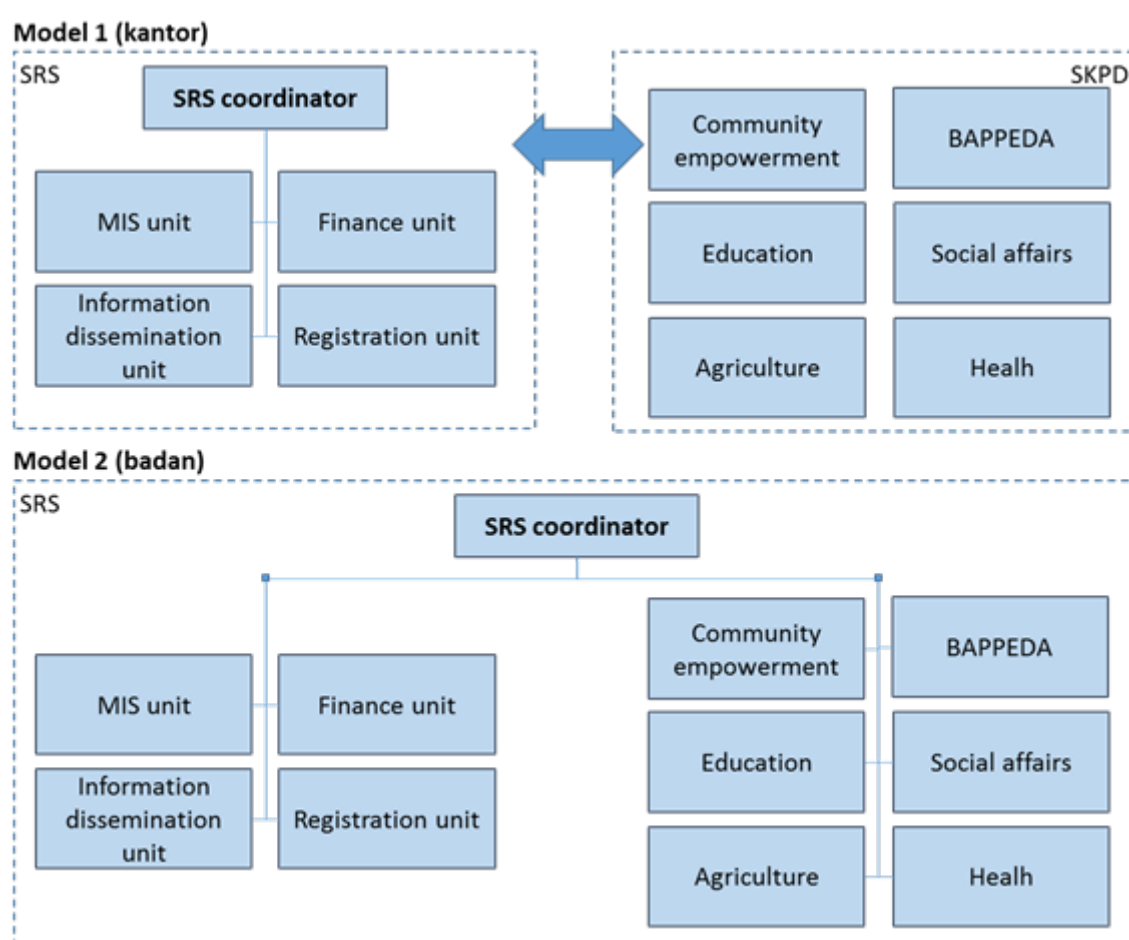 Model 1 (kantor)
SRS
SKPD
SRS coordinator
Community
empowerment
BAPPEDA
MIS unit
Finance unit
Education
Social affairs
Information
dissemination
unit
Registration unit
Agriculture
Healh
Model 2 (badan)
SRS
SRS coordinator
Community
empowerment
BAPPEDA
MIS unit
Finance unit
Education
Social affairs
Information
dissemination
unit
Registration unit
Agriculture
Healh